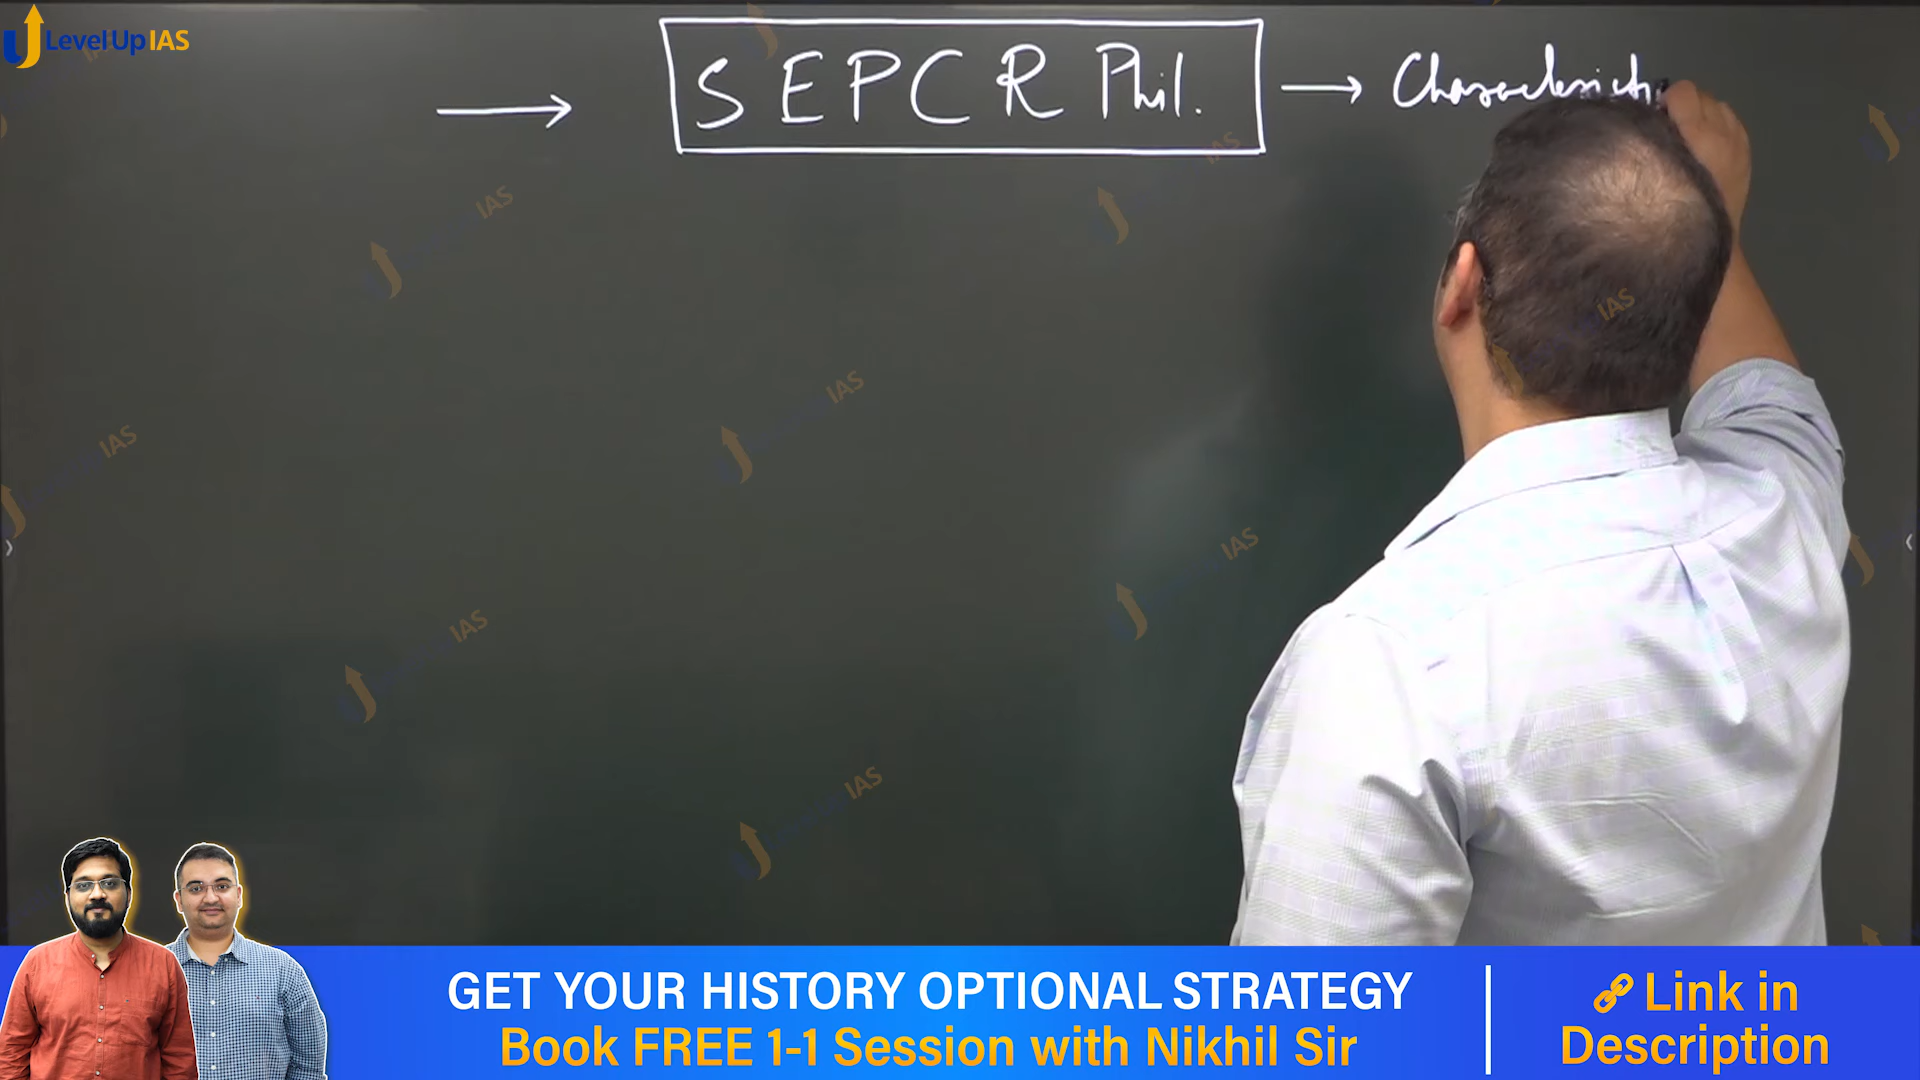 Level Up IAS
→ S E P C R Phil. → Characteristi
GET YOUR HISTORY OPTIONAL STRATEGY
Book FREE 1-1 Session with Nikhil Sir
Link in
Description